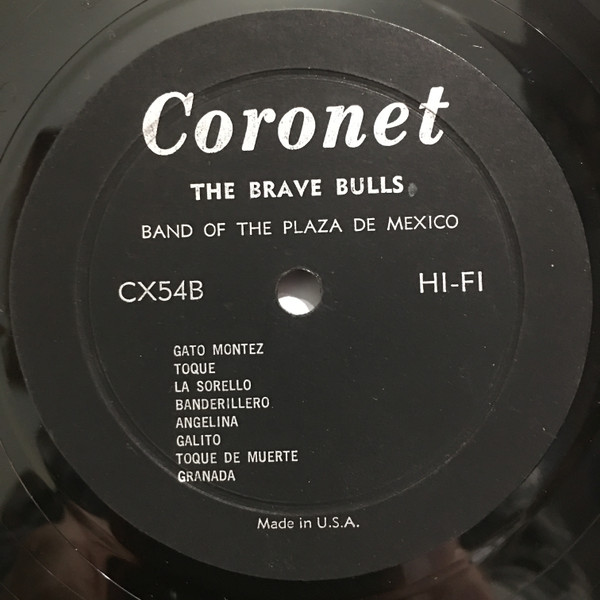 Coronet
THE BRAVE BULLS
BAND OF THE PLAZA DE MEXICO
CX54B HI-FI
GATO MONTEZ
TOQUE
LA SORELLO
BANDERILLERO
ANGELINA
GALITO
TOQUE DE MUERTE
GRANADA
Made in U.S.A.